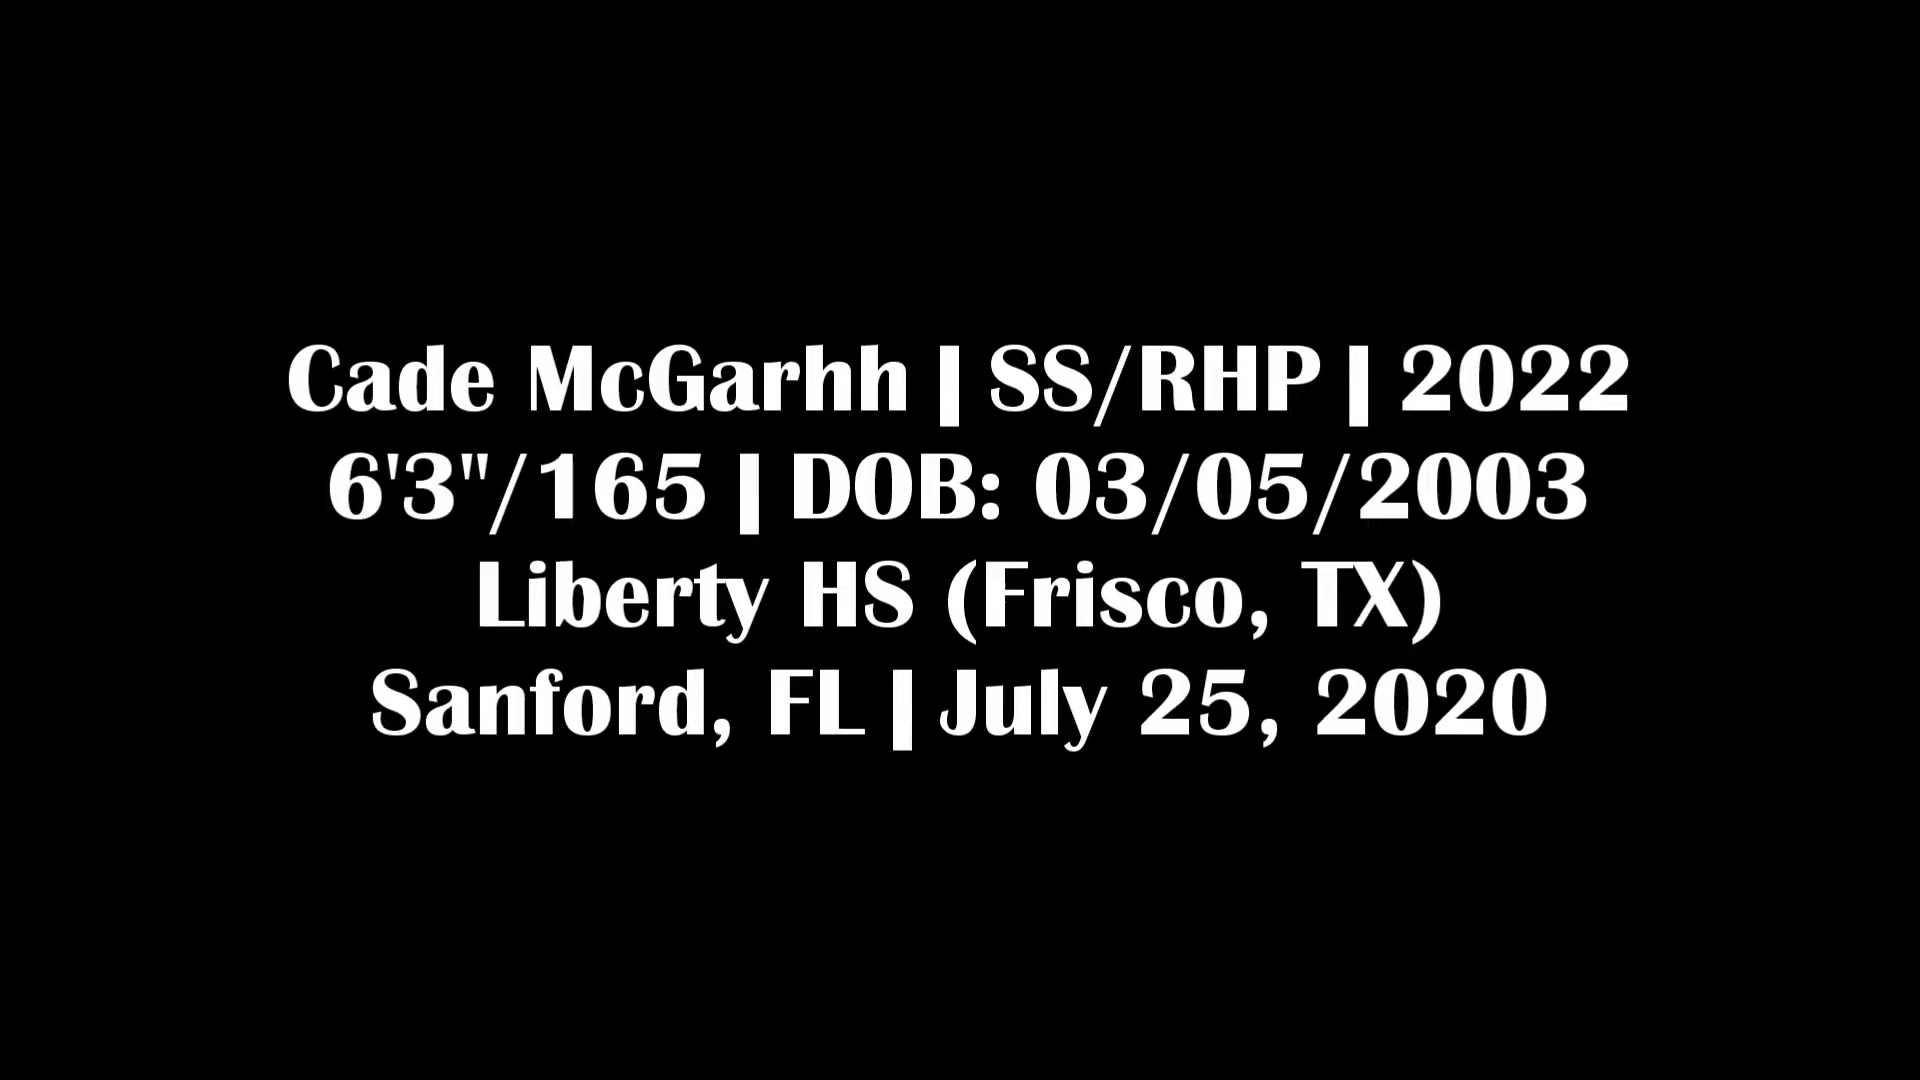 Cade McGarhh | SS/RHP | 2022
6'3"/165 | DOB: 03/05/2003
Liberty HS (Frisco, TX)
Sanford, FL | July 25, 2020